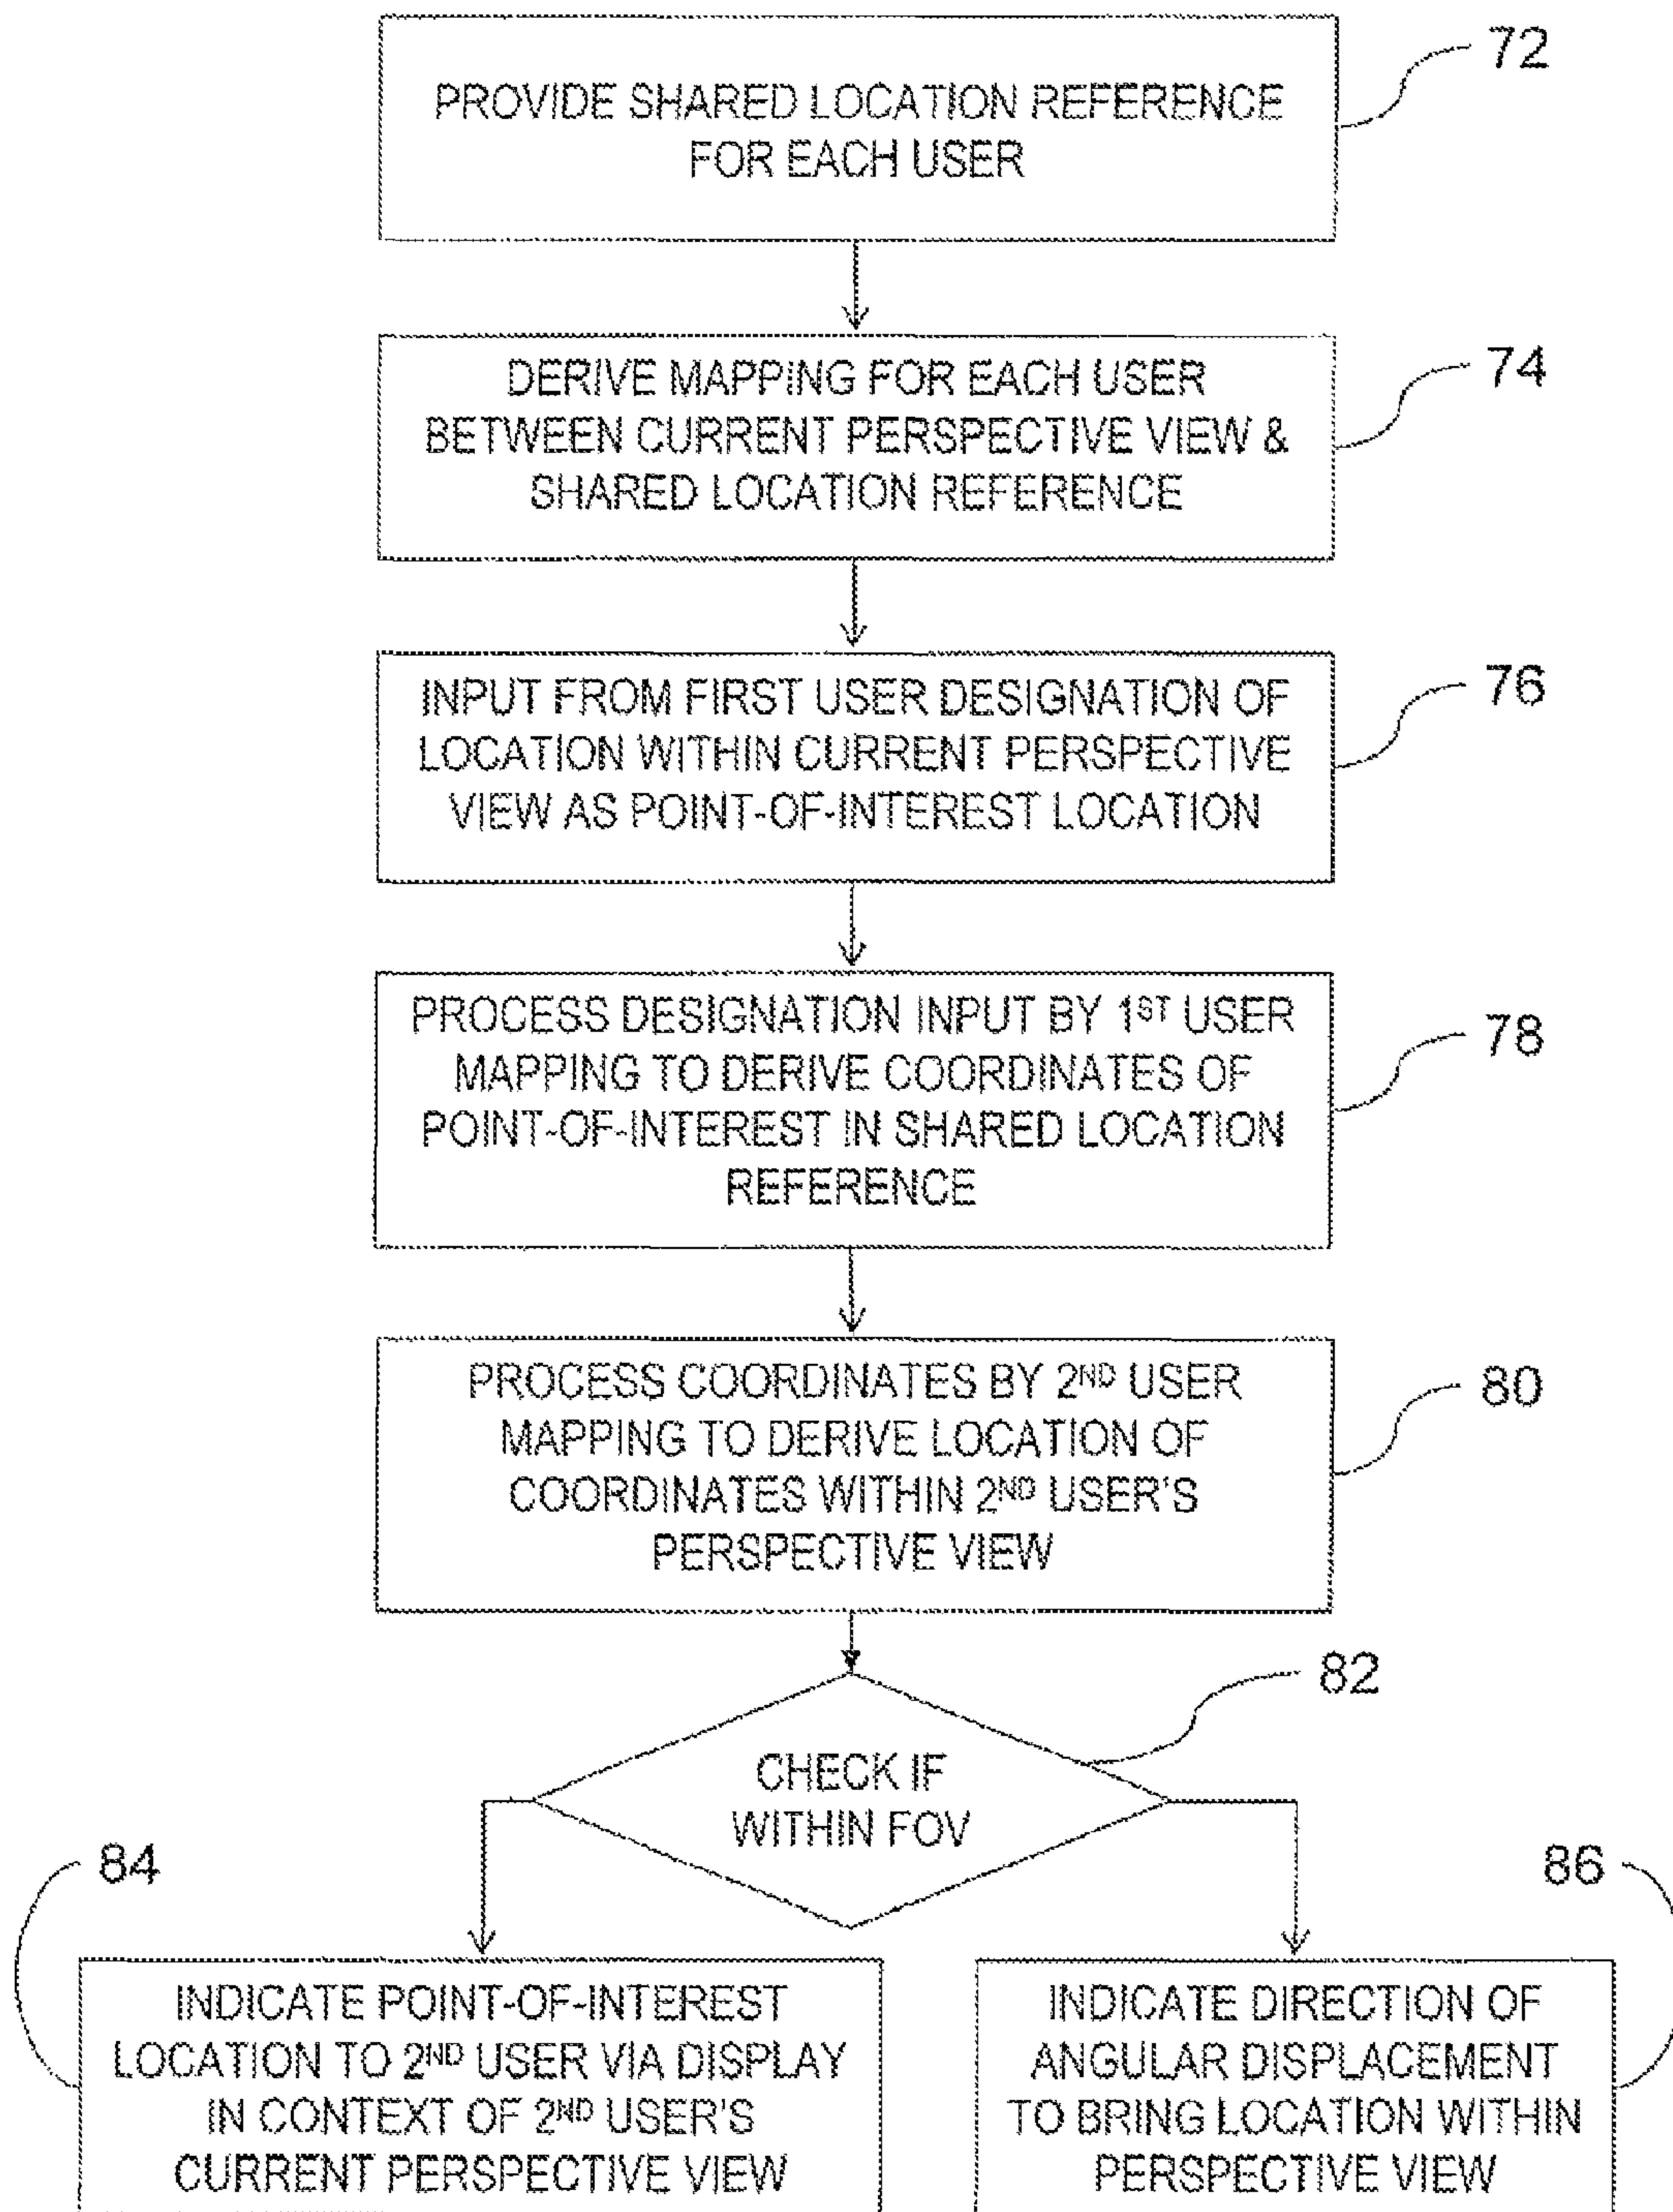 PROVIDE SHARED LOCATION REFERENCE
FOR EACH USER
72
DERIVE MAPPING FOR EACH USER
BETWEEN CURRENT PERSPECTIVE VIEW &
SHARED LOCATION REFERENCE
74
INPUT FROM FIRST USER DESIGNATION OF
LOCATION WITHIN CURRENT PERSPECTIVE
VIEW AS POINT-OF-INTEREST LOCATION
76
PROCESS DESIGNATION INPUT BY 1ST USER
MAPPING TO DERIVE COORDINATES OF
POINT-OF-INTEREST IN SHARED LOCATION
REFERENCE
78
PROCESS COORDINATES BY 2ND USER
MAPPING TO DERIVE LOCATION OF
COORDINATES WITHIN 2ND USER'S
PERSPECTIVE VIEW
80
CHECK IF
WITHIN FOV
82
84
INDICATE POINT-OF-INTEREST
LOCATION TO 2ND USER VIA DISPLAY
IN CONTEXT OF 2ND USER'S
CURRENT PERSPECTIVE VIEW
86
INDICATE DIRECTION OF
ANGULAR DISPLACEMENT
TO BRING LOCATION WITHIN
PERSPECTIVE VIEW